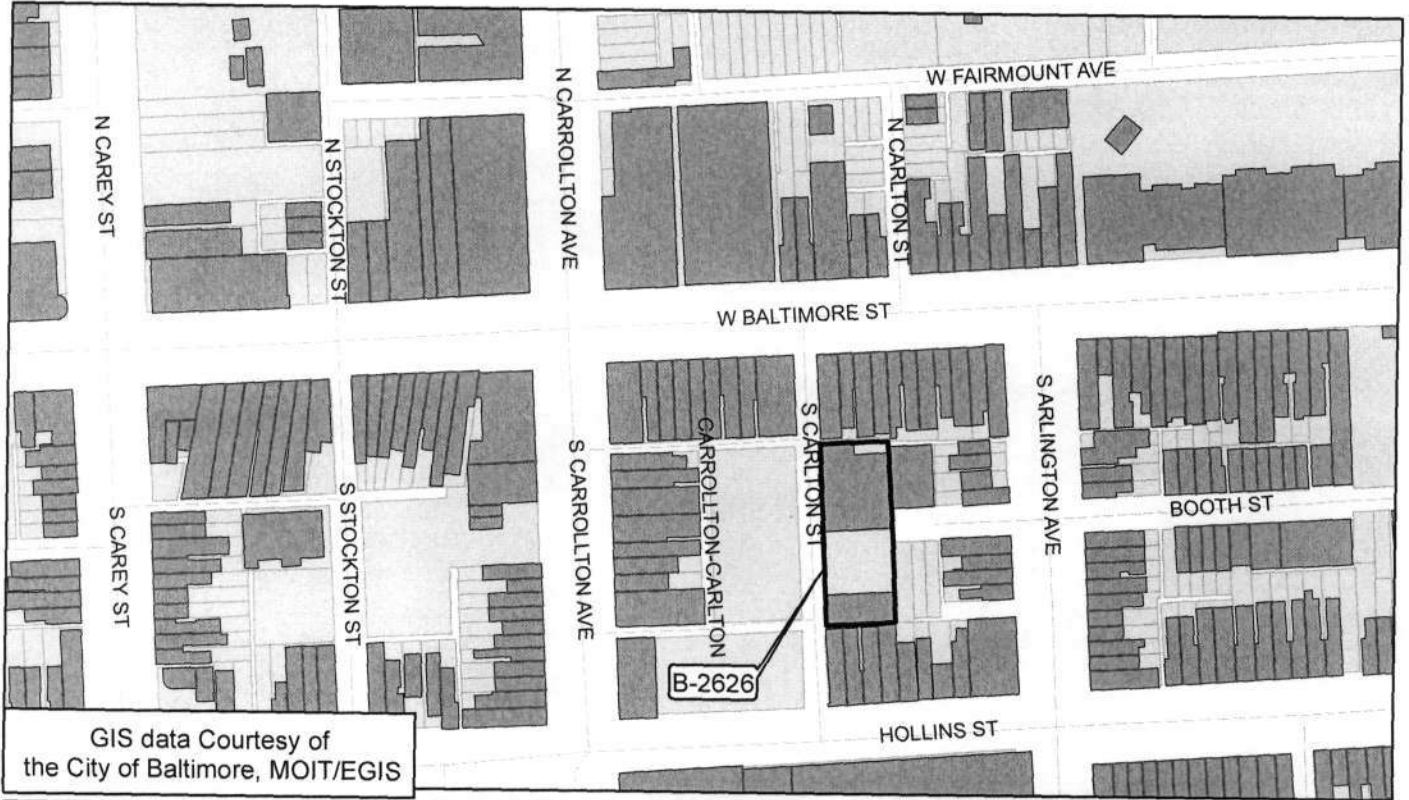 W FAIRMOUNT AVE
N CAREY ST
N STOCKTON ST
N CARROLLTON AVE
N CARLTON ST
W BALTIMORE ST
S CAREY ST
S STOCKTON ST
S CAROLLTON AVE
CARROLLTON-CARLTON
S CARLTON ST
S ARLINGTON AVE
BOOTH ST
B-2626
HOLLINS ST
GIS data Courtesy of
the City of Baltimore, MOIT/EGIS